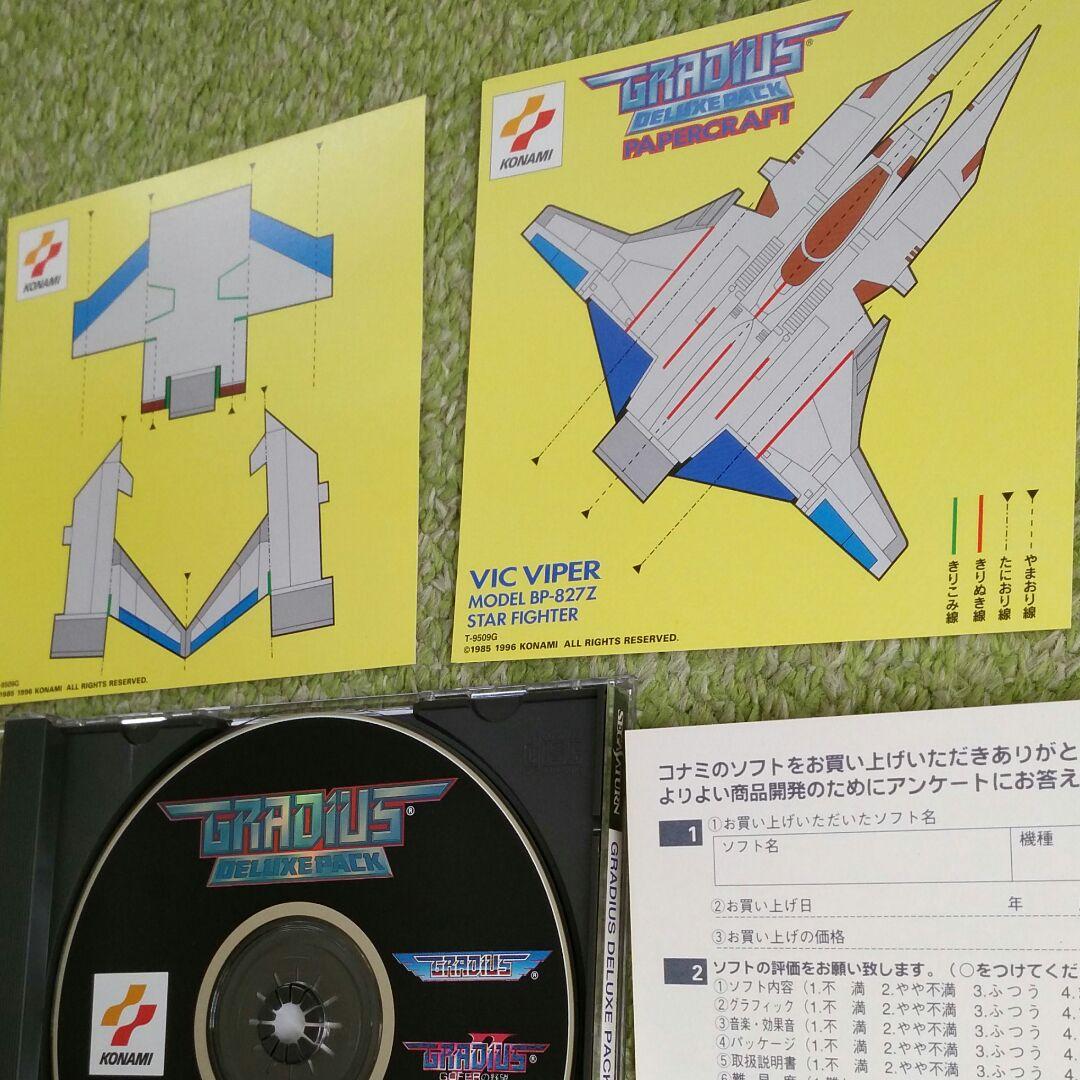 KONAMI
-9509G
1985 1996 KONAMI ALL RIGHTS RESERVED.
KONAMI
GRADIUS®
DELUXE PACK
PAPERCRAFT
VIC VIPER
MODEL BP-827Z
STAR FIGHTER
T-9509G
©1985 1996 KONAMI ALL RIGHTS RESERVED.
きりこみ線
きりぬき線
たにおり線
やまおり線
GRADIUS®
DELUXE PACK
GRADIUS®
GRADIUS II®
GOFERの野望
KONAMI
SEGA SATURN
GRADIUS DELUXE PACK
コナミのソフトをお買い上げいただきありがと
よりよい商品開発のためにアンケートにお答え
1 ①お買い上げいただいたソフト名
ソフト名 機種
②お買い上げ日 年
③お買い上げの価格
2 ソフトの評価をお願い致します。(○をつけてくだ
①ソフト内容 (1.不 満 2.やや不満 3.ふつう 4.
②グラフィック (1.不 満 2.やや不満 3.ふつう 4.
③音楽・効果音 (1.不 満 2.やや不満 3.ふつう 4.
④パッケージ (1.不 満 2.やや不満 3.ふつう 4.
⑤取扱説明書 (1.不 満 2.やや不満 3.ふつう 4.